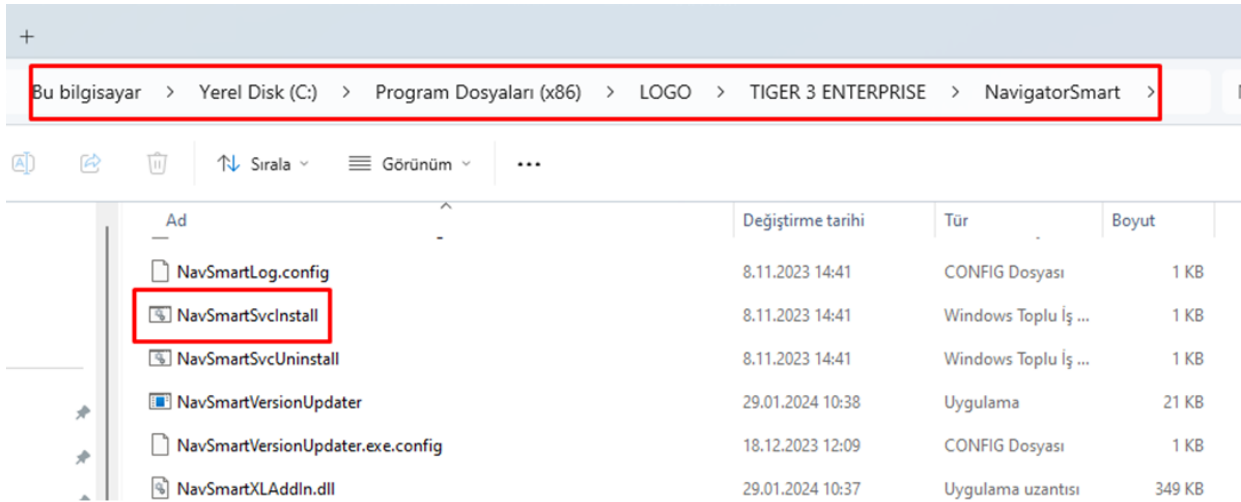 +
Bu bilgisayar > Yerel Disk (C:) > Program Dosyaları (x86) > LOGO > TIGER 3 ENTERPRISE > NavigatorSmart >
Sırala Görünüm ...
Ad Değiştirme tarihi Tür Boyut
NavSmartLog.config 8.11.2023 14:41 CONFIG Dosyası 1 KB
NavSmartSvcInstall 8.11.2023 14:41 Windows Toplu İş ... 1 KB
NavSmartSvcUninstall 8.11.2023 14:41 Windows Toplu İş ... 1 KB
NavSmartVersionUpdater 29.01.2024 10:38 Uygulama 21 KB
NavSmartVersionUpdater.exe.config 18.12.2023 12:09 CONFIG Dosyası 1 KB
NavSmartXLAddIn.dll 29.01.2024 10:37 Uygulama uzantısı 349 KB